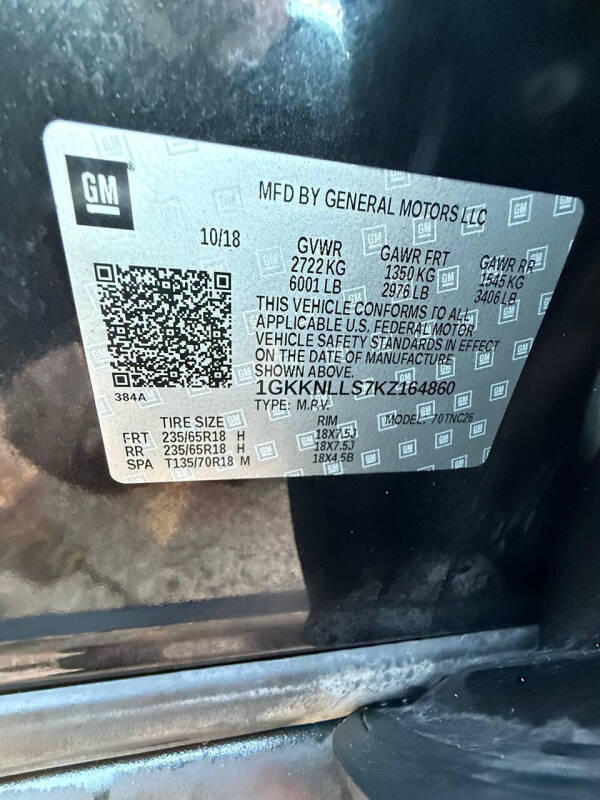 GM
MFD BY GENERAL MOTORS LLC
10/18 GVWR GAWR FRT GAWR RR
2722 KG 1350 KG 1545 KG
6001 LB 2976 LB 3406 LB
THIS VEHICLE CONFORMS TO ALL
APPLICABLE U.S. FEDERAL MOTOR
VEHICLE SAFETY STANDARDS IN EFFECT
ON THE DATE OF MANUFACTURE
SHOWN ABOVE.
1GKKNLLS7KZ164860
384A
TYPE: M.P.V. MODEL: 70TNC26
TIRE SIZE RIM
FRT 235/65R18 H 18X7.5J
RR 235/65R18 H 18X7.5J
SPA T135/70R18 M 18X4.5B